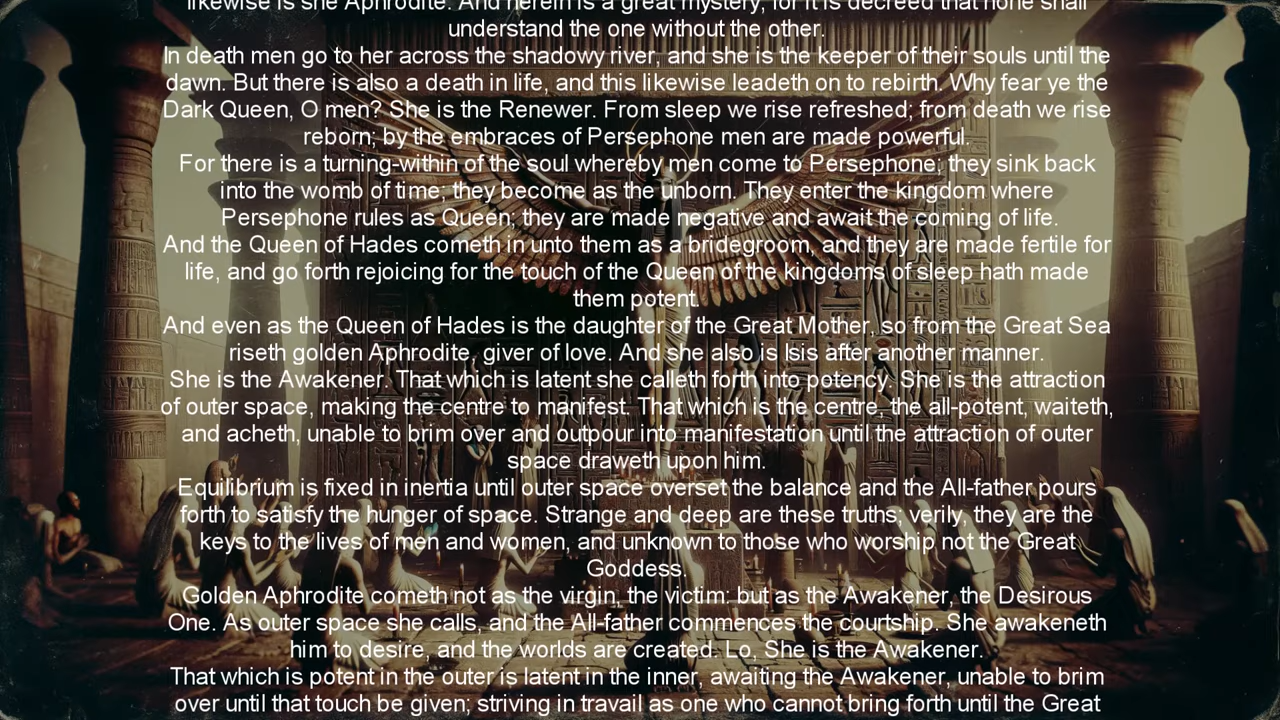 likewise is she Aphrodite. And herein is a great mystery, for it is decreed that none shall
understand the one without the other.
In death men go to her across the shadowy river, and she is the keeper of their souls until the
dawn. But there is also a death in life, and this likewise leadeth on to rebirth. Why fear ye the
Dark Queen, O men? She is the Renewer. From sleep we rise refreshed; from death we rise
reborn; by the embraces of Persephone men are made powerful.
For there is a turning-within of the soul whereby men come to Persephone; they sink back
into the womb of time; they become as the unborn. They enter the kingdom where
Persephone rules as Queen; they are made negative and await the coming of life.
And the Queen of Hades cometh in unto them as a bridegroom, and they are made fertile for
life, and go forth rejoicing for the touch of the Queen of the kingdoms of sleep hath made
them potent.
And even as the Queen of Hades is the daughter of the Great Mother, so from the Great Sea
riseth golden Aphrodite, giver of love. And she also is Isis after another manner.
She is the Awakener. That which is latent she calleth forth into potency. She is the attraction
of outer space, making the centre to manifest. That which is the centre, the all-potent, waiteth,
and acheth, unable to brim over and outpour into manifestation until the attraction of outer
space draweth upon him.
Equilibrium is fixed in inertia until outer space overset the balance and the All-father pours
forth to satisfy the hunger of space. Strange and deep are these truths; verily, they are the
keys to the lives of men and women, and unknown to those who worship not the Great
Goddess.
Golden Aphrodite cometh not as the virgin, the victim: but as the Awakener, the Desirous
One. As outer space she calls, and the All-father commences the courtship. She awakeneth
him to desire, and the worlds are created. Lo, She is the Awakener.
That which is potent in the outer is latent in the inner, awaiting the Awakener, unable to brim
over until that touch be given; striving in travail as one who cannot bring forth until the Great